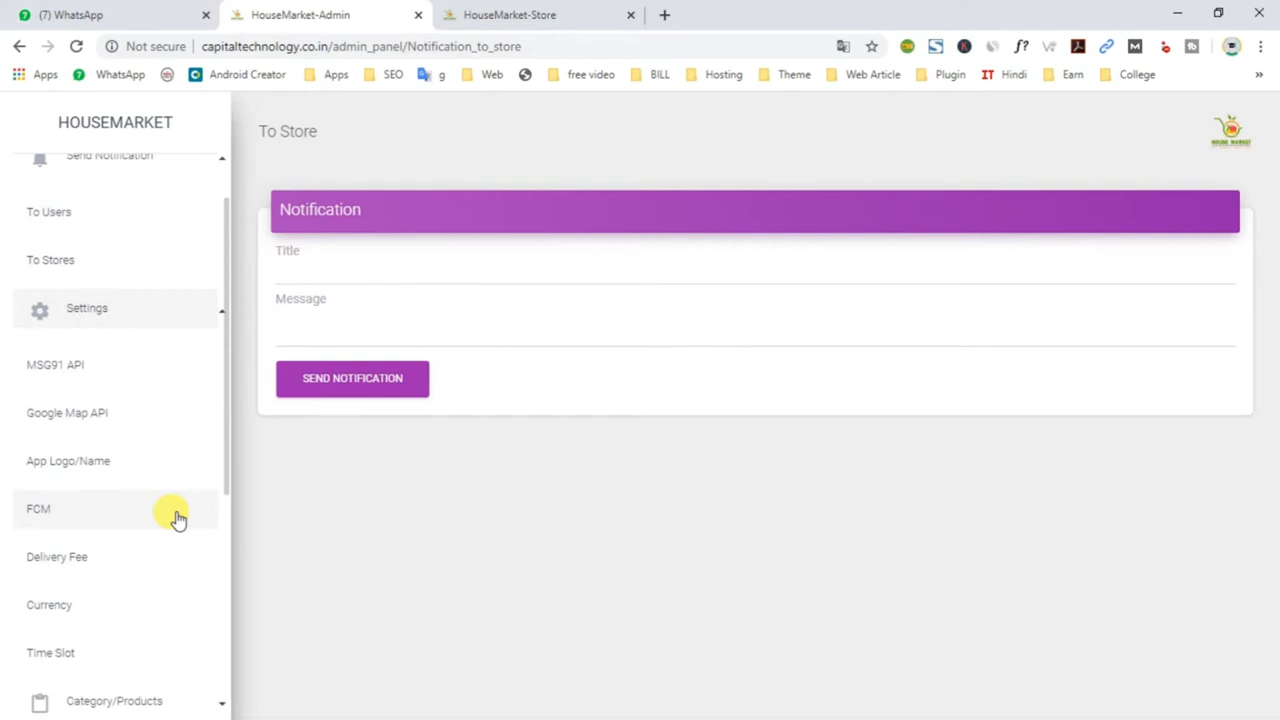 (7) WhatsApp
HouseMarket-Admin
HouseMarket-Store
Not secure
capitaltechnology.co.in/admin_panel/Notification_to_store
Apps
WhatsApp
Android Creator
Apps
SEO
g
Web
free video
BILL
Hosting
Theme
Web Article
Plugin
IT Hindi
Earn
College
HOUSEMARKET
Send Notification
To Users
To Stores
Settings
MSG91 API
Google Map API
App Logo/Name
FCM
Delivery Fee
Currency
Time Slot
Category/Products
To Store
HOUSE MARKET
Notification
Title
Message
SEND NOTIFICATION